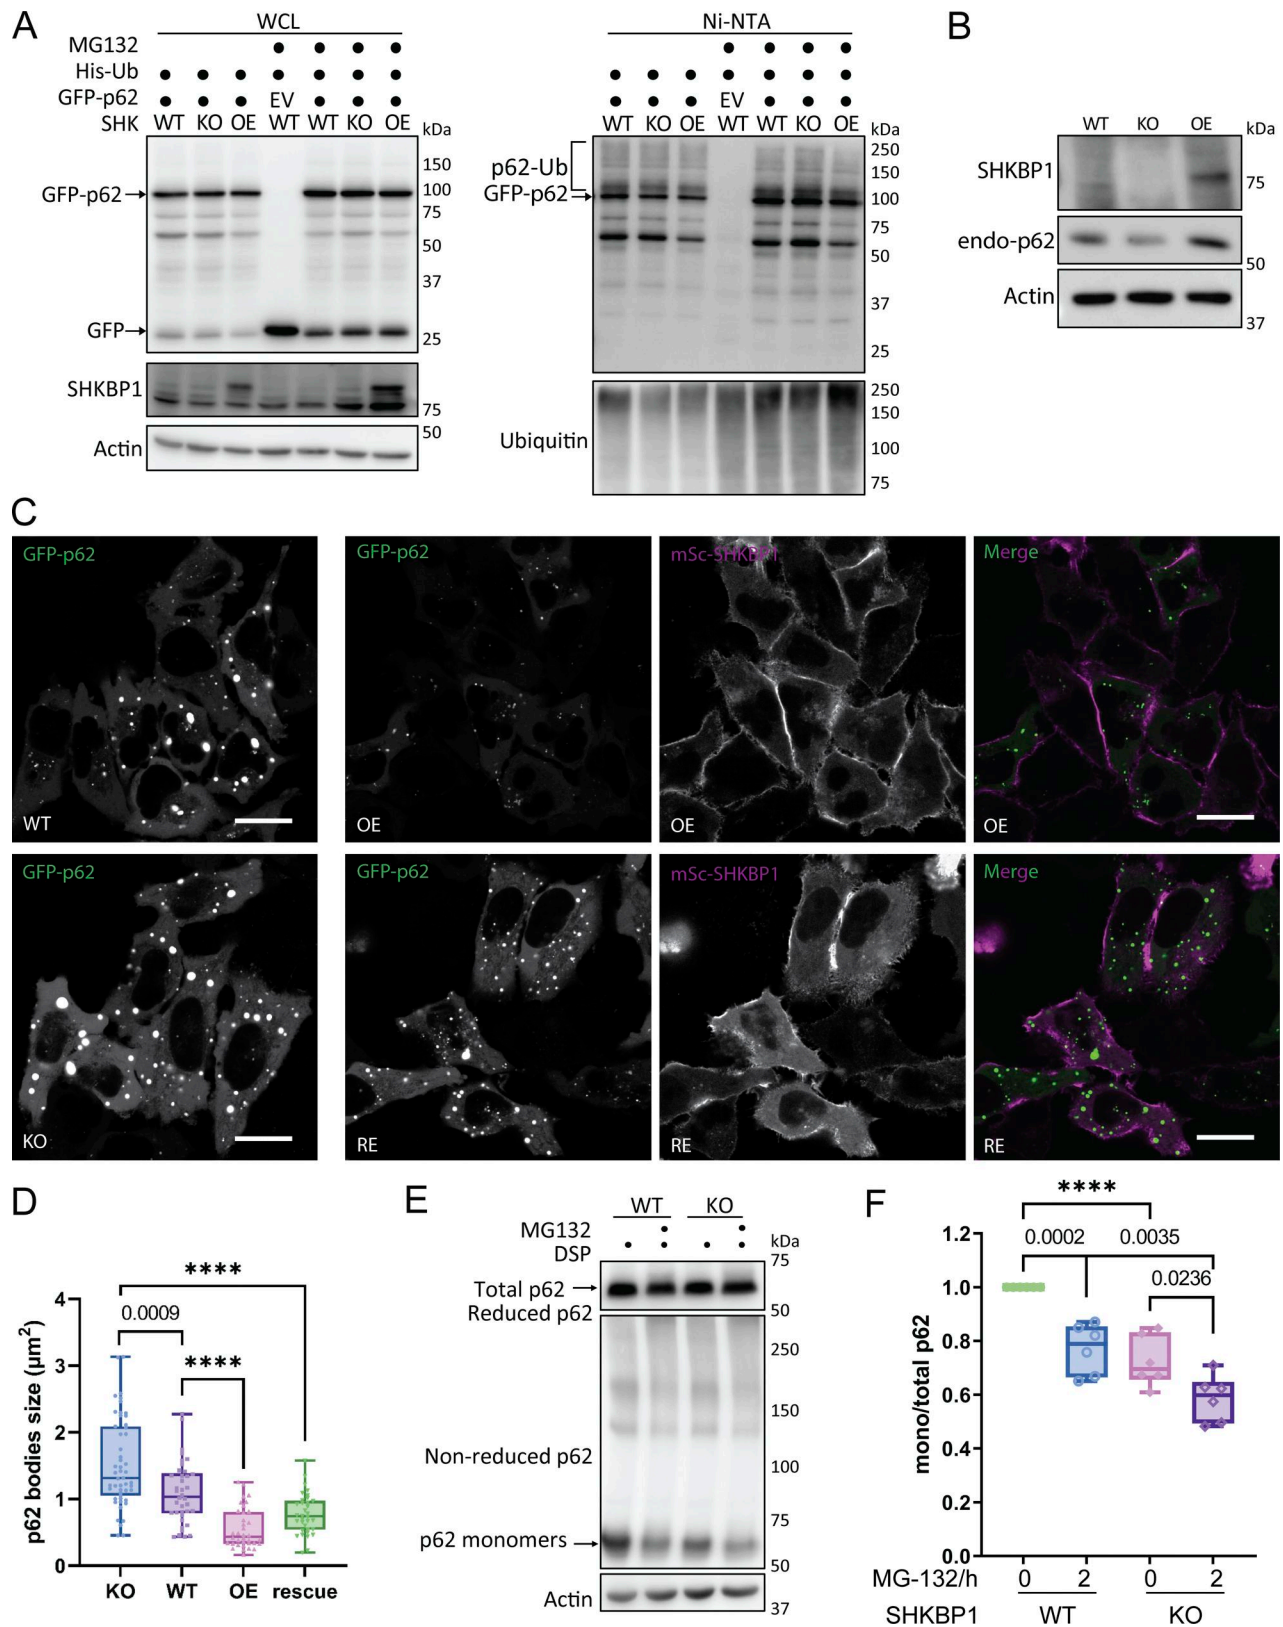 A
WCL
MG132
His-Ub
GFP-p62 EV
SHK WT KO OE WT WT KO OE kDa
150
GFP-p62 100
75
50
37
GFP 25
SHKBP1
75
50
Actin
Ni-NTA
EV
WT KO OE WT WT KO OE kDa
250
p62-Ub 150
GFP-p62 100
75
50
37
25
250
150
Ubiquitin 100
75
B
WT KO OE kDa
SHKBP1 75
endo-p62
50
Actin
37
C
GFP-p62 GFP-p62 mSc-SHKBP1 Merge
WT OE OE OE
GFP-p62 GFP-p62 mSc-SHKBP1 Merge
KO RE RE RE
D
p62 bodies size (μm²)
****
0.0009
****
4
3
2
1
0
KO WT OE rescue
E
WT KO
MG132
DSP kDa
75
Total p62
Reduced p62 50
250
150
Non-reduced p62 100
75
p62 monomers
50
Actin
37
F
mono/total p62
****
0.0002 0.0035
0.0236
1.2
1.0
0.8
0.6
0.4
0.2
0.0
MG-132/h 0 2 0 2
SHKBP1 WT KO